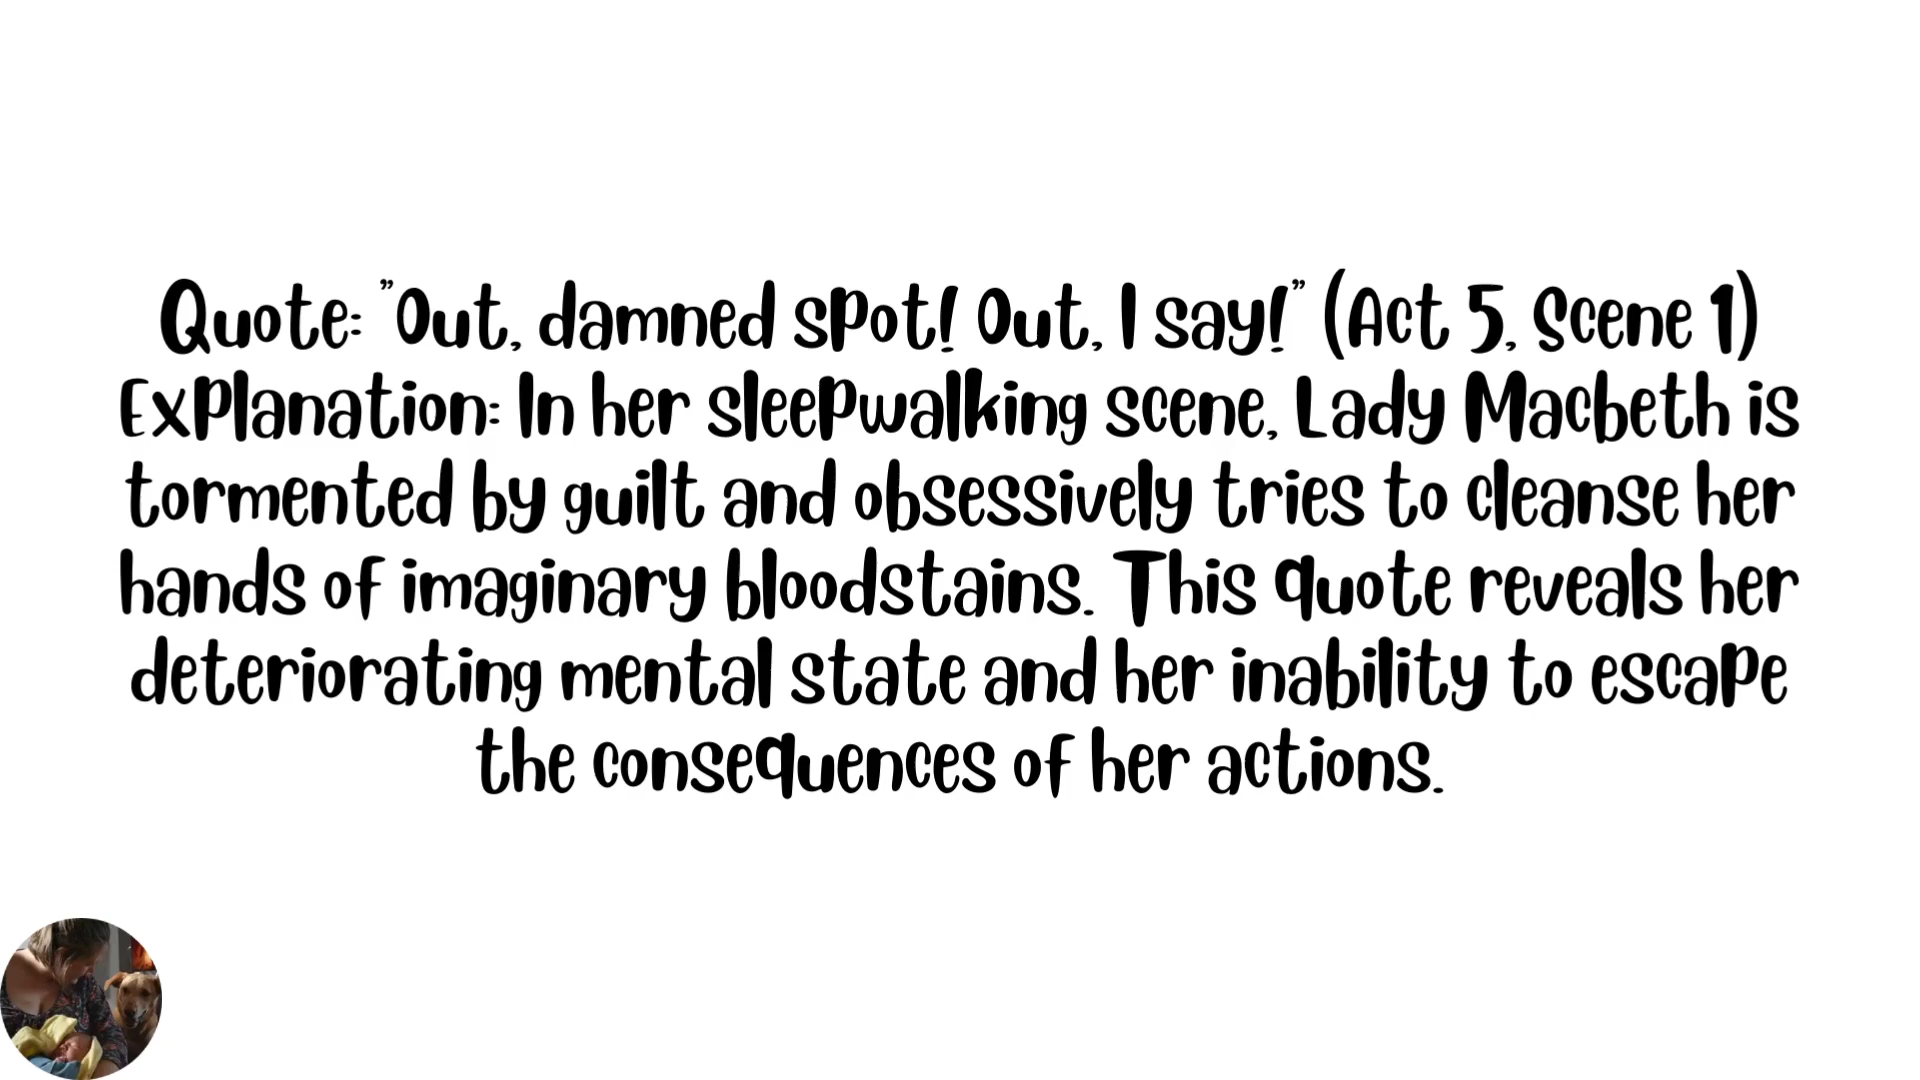 Quote: "Out, damned spot! Out, I say!" (Act 5, Scene 1)
Explanation: In her sleepwalking scene, Lady Macbeth is
tormented by guilt and obsessively tries to cleanse her
hands of imaginary bloodstains. This quote reveals her
deteriorating mental state and her inability to escape
the consequences of her actions.